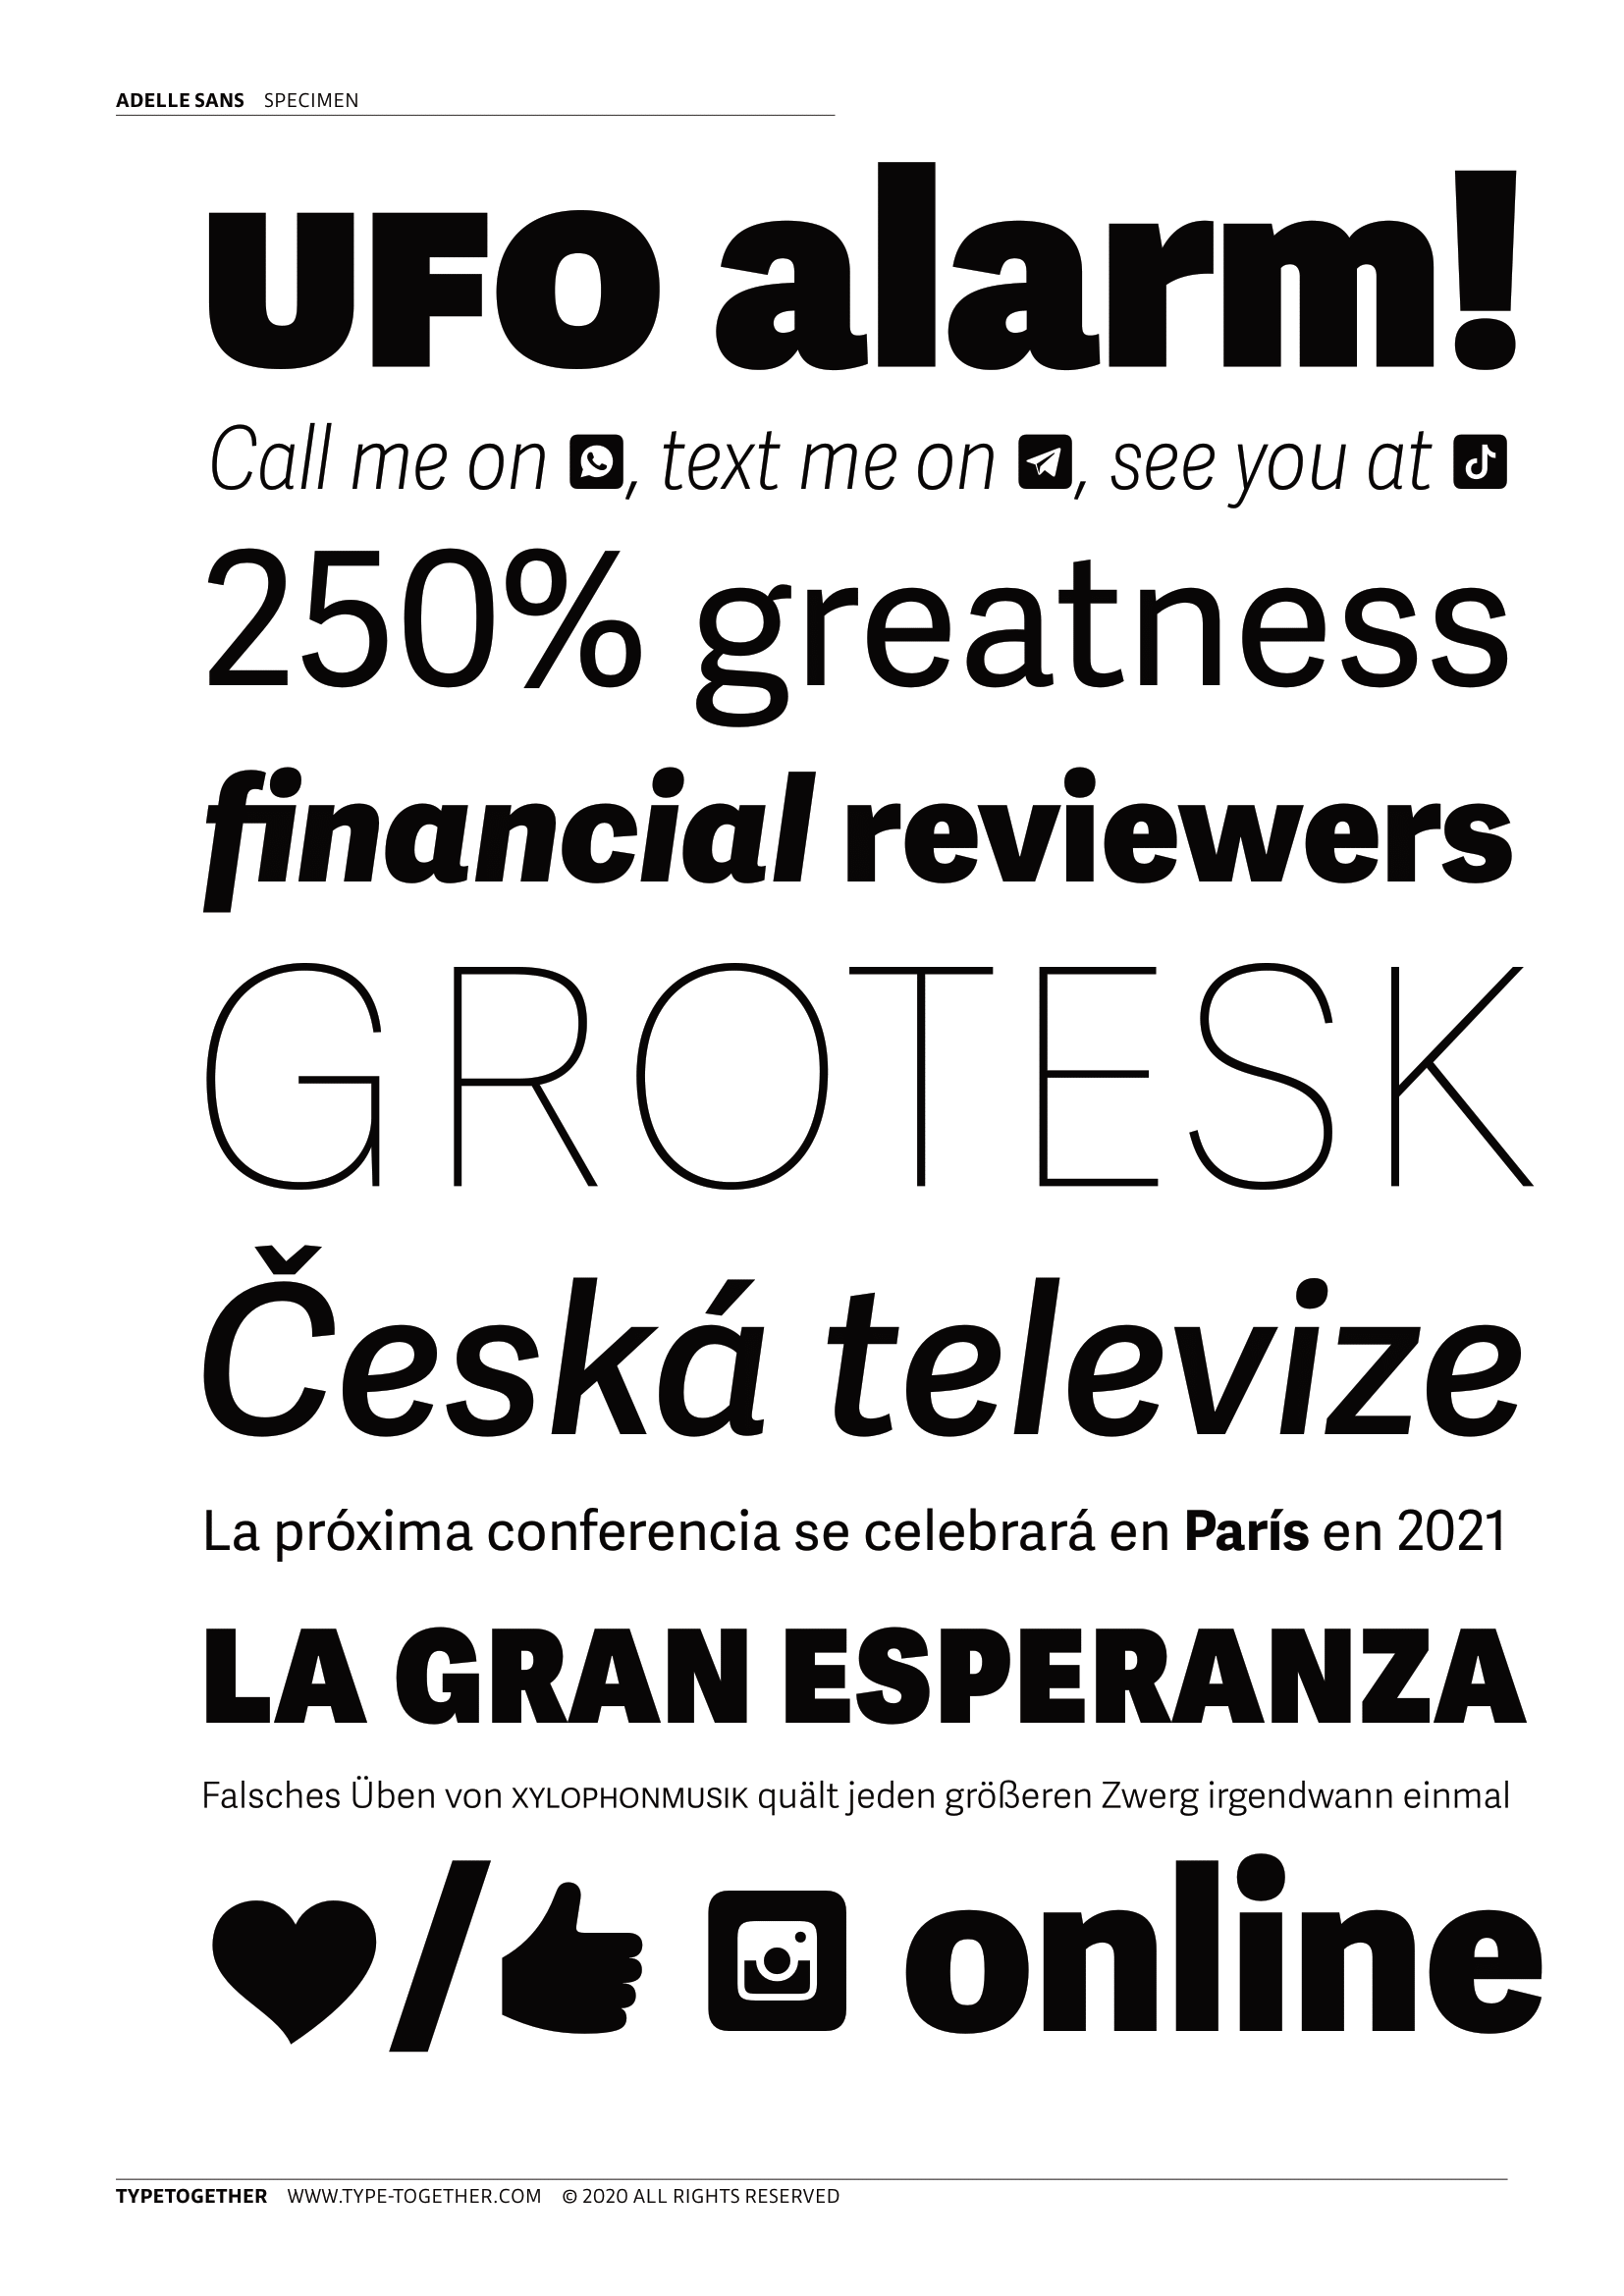 ADELLE SANS SPECIMEN
UFO alarm!
Call me on , text me on , see you at
250% greatness
financial reviewers
GROTESK
Česká televize
La próxima conferencia se celebrará en París en 2021
LA GRAN ESPERANZA
Falsches Üben von XYLOPHONMUSIK quält jeden größeren Zwerg irgendwann einmal
/ online
TYPETOGETHER WWW.TYPE-TOGETHER.COM © 2020 ALL RIGHTS RESERVED